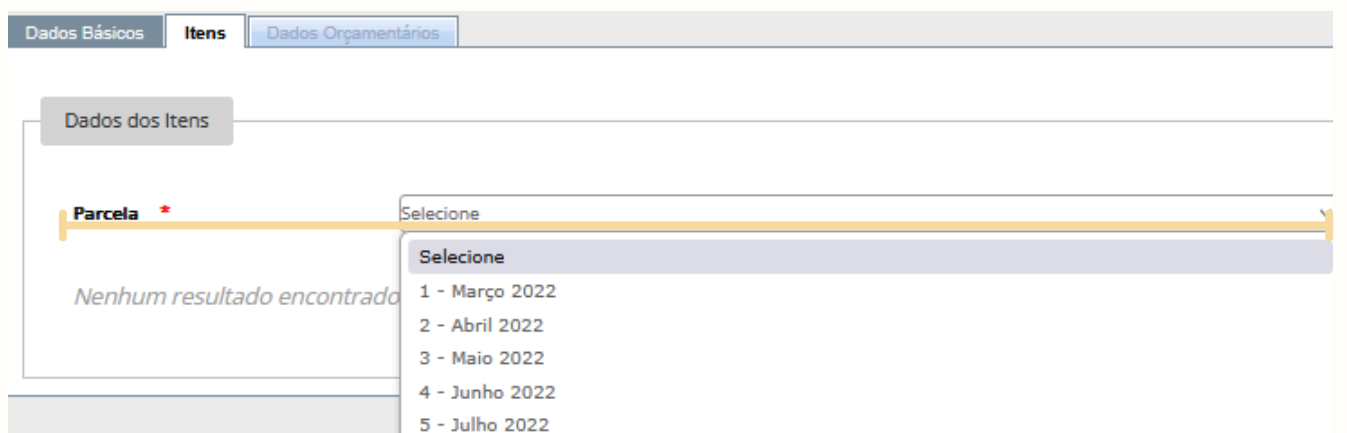 Dados Básicos Itens Dados Orçamentários
Dados dos Itens
Parcela * Selecione
Selecione
Nenhum resultado encontrado
1 - Março 2022
2 - Abril 2022
3 - Maio 2022
4 - Junho 2022
5 - Julho 2022